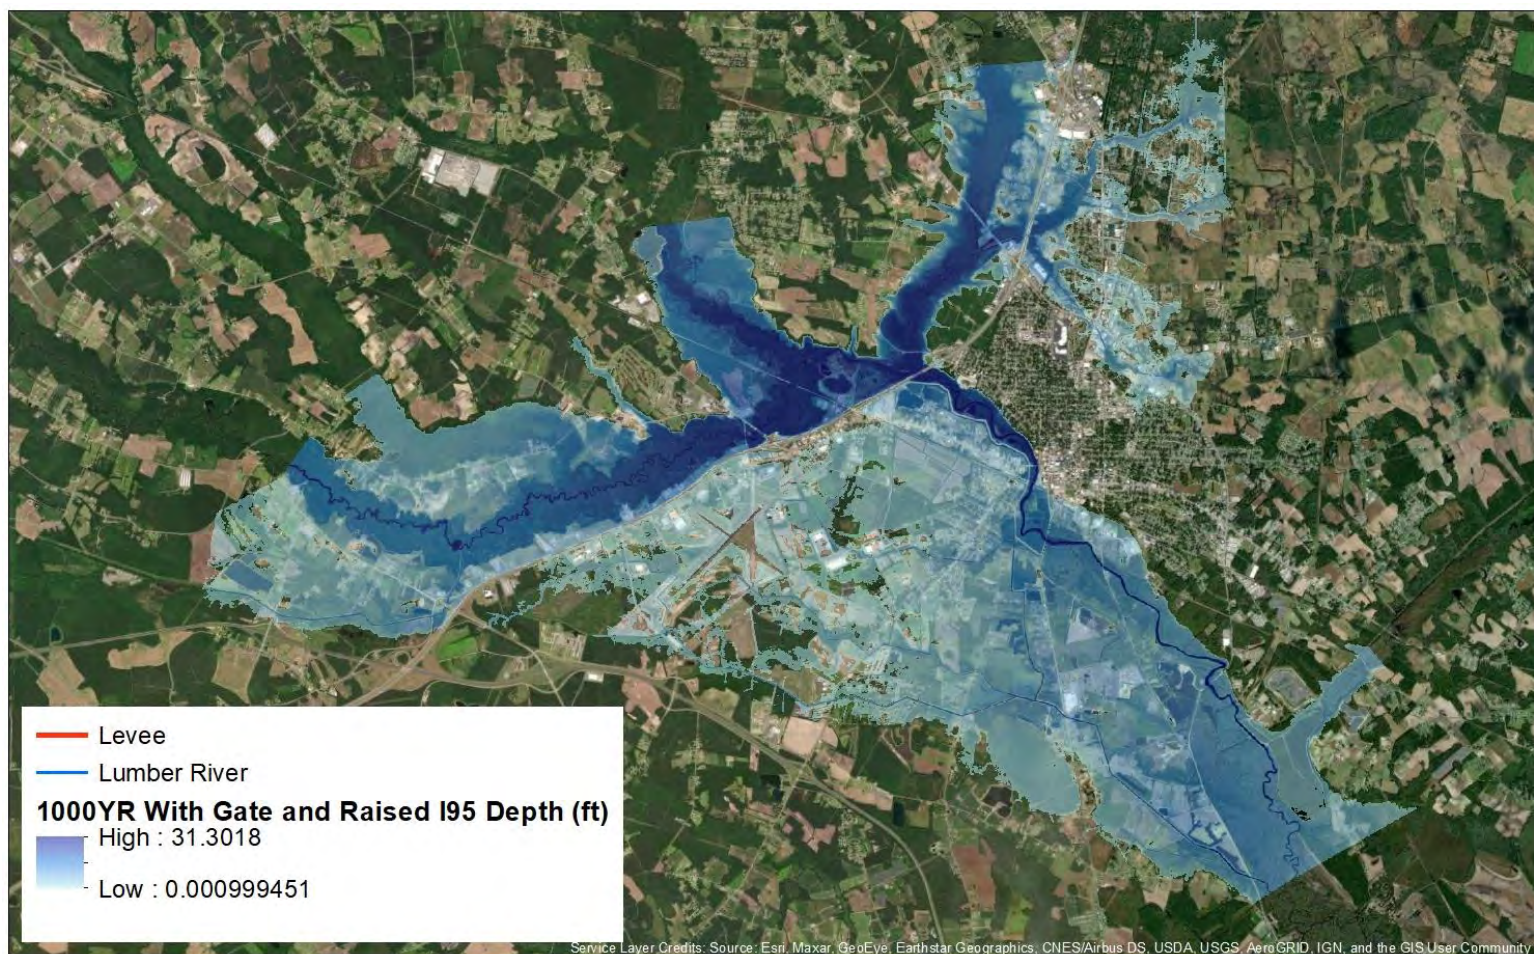 Levee
Lumber River
1000YR With Gate and Raised I95 Depth (ft)
High : 31.3018
Low : 0.000999451
Service Layer Credits: Source: Esri, Maxar, GeoEye, Earthstar Geographics, CNES/Airbus DS, USDA, USGS, AeroGRID, IGN, and the GIS User Community